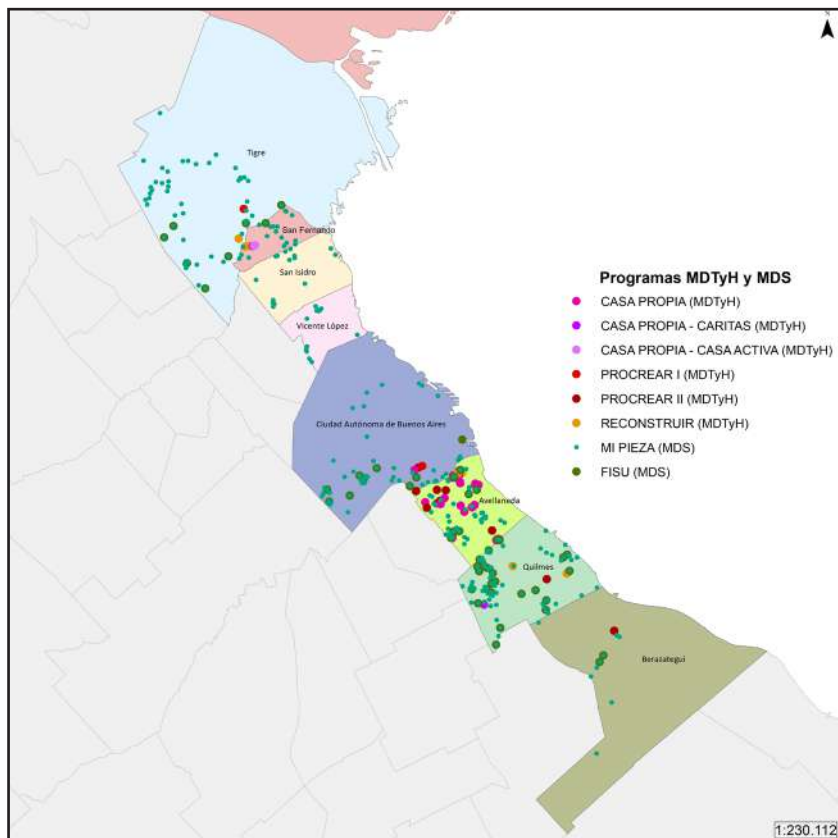 Tigre
San Fernando
San Isidro
Vicente López
Ciudad Autónoma de Buenos Aires
Avellaneda
Quilmes
Berazategui
Programas MDTyH y MDS
CASA PROPIA (MDTyH)
CASA PROPIA - CARITAS (MDTyH)
CASA PROPIA - CASA ACTIVA (MDTyH)
PROCREAR I (MDTyH)
PROCREAR II (MDTyH)
RECONSTRUIR (MDTyH)
MI PIEZA (MDS)
FISU (MDS)
1:230.112